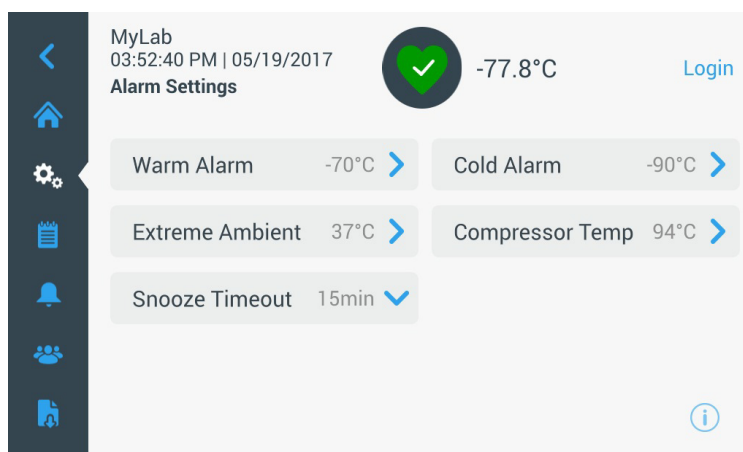 MyLab
03:52:40 PM | 05/19/2017
Alarm Settings
-77.8°C
Login
Warm Alarm -70°C
Cold Alarm -90°C
Extreme Ambient 37°C
Compressor Temp 94°C
Snooze Timeout 15min